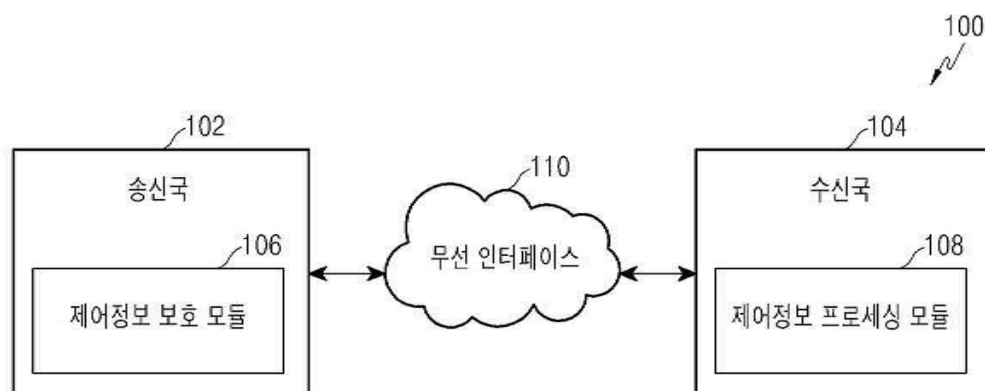 100
102
송신국
106
제어정보 보호 모듈
110
무선 인터페이스
104
수신국
108
제어정보 프로세싱 모듈